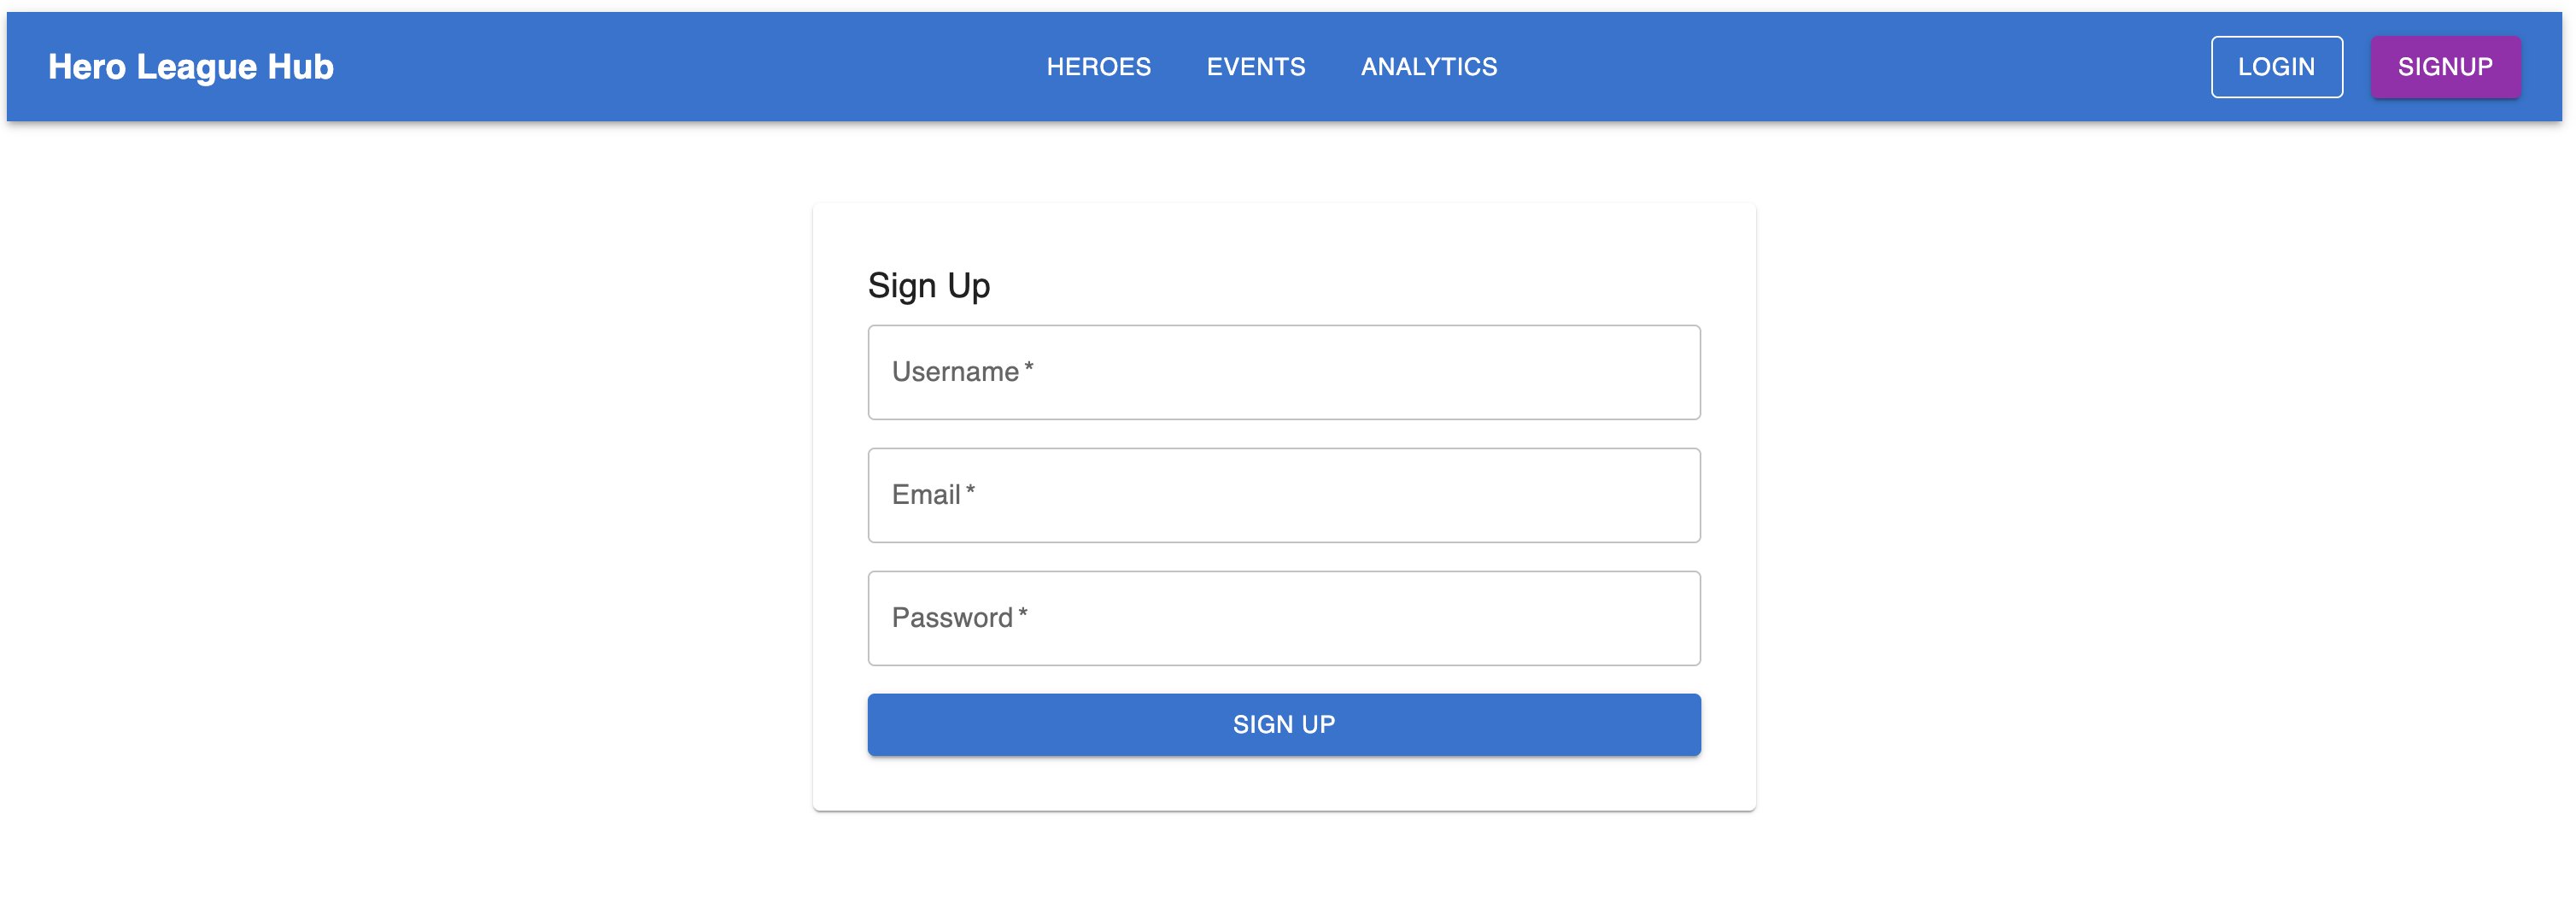 Hero League Hub HEROES EVENTS ANALYTICS LOGIN SIGNUP
Sign Up
Username *
Email *
Password *
SIGN UP